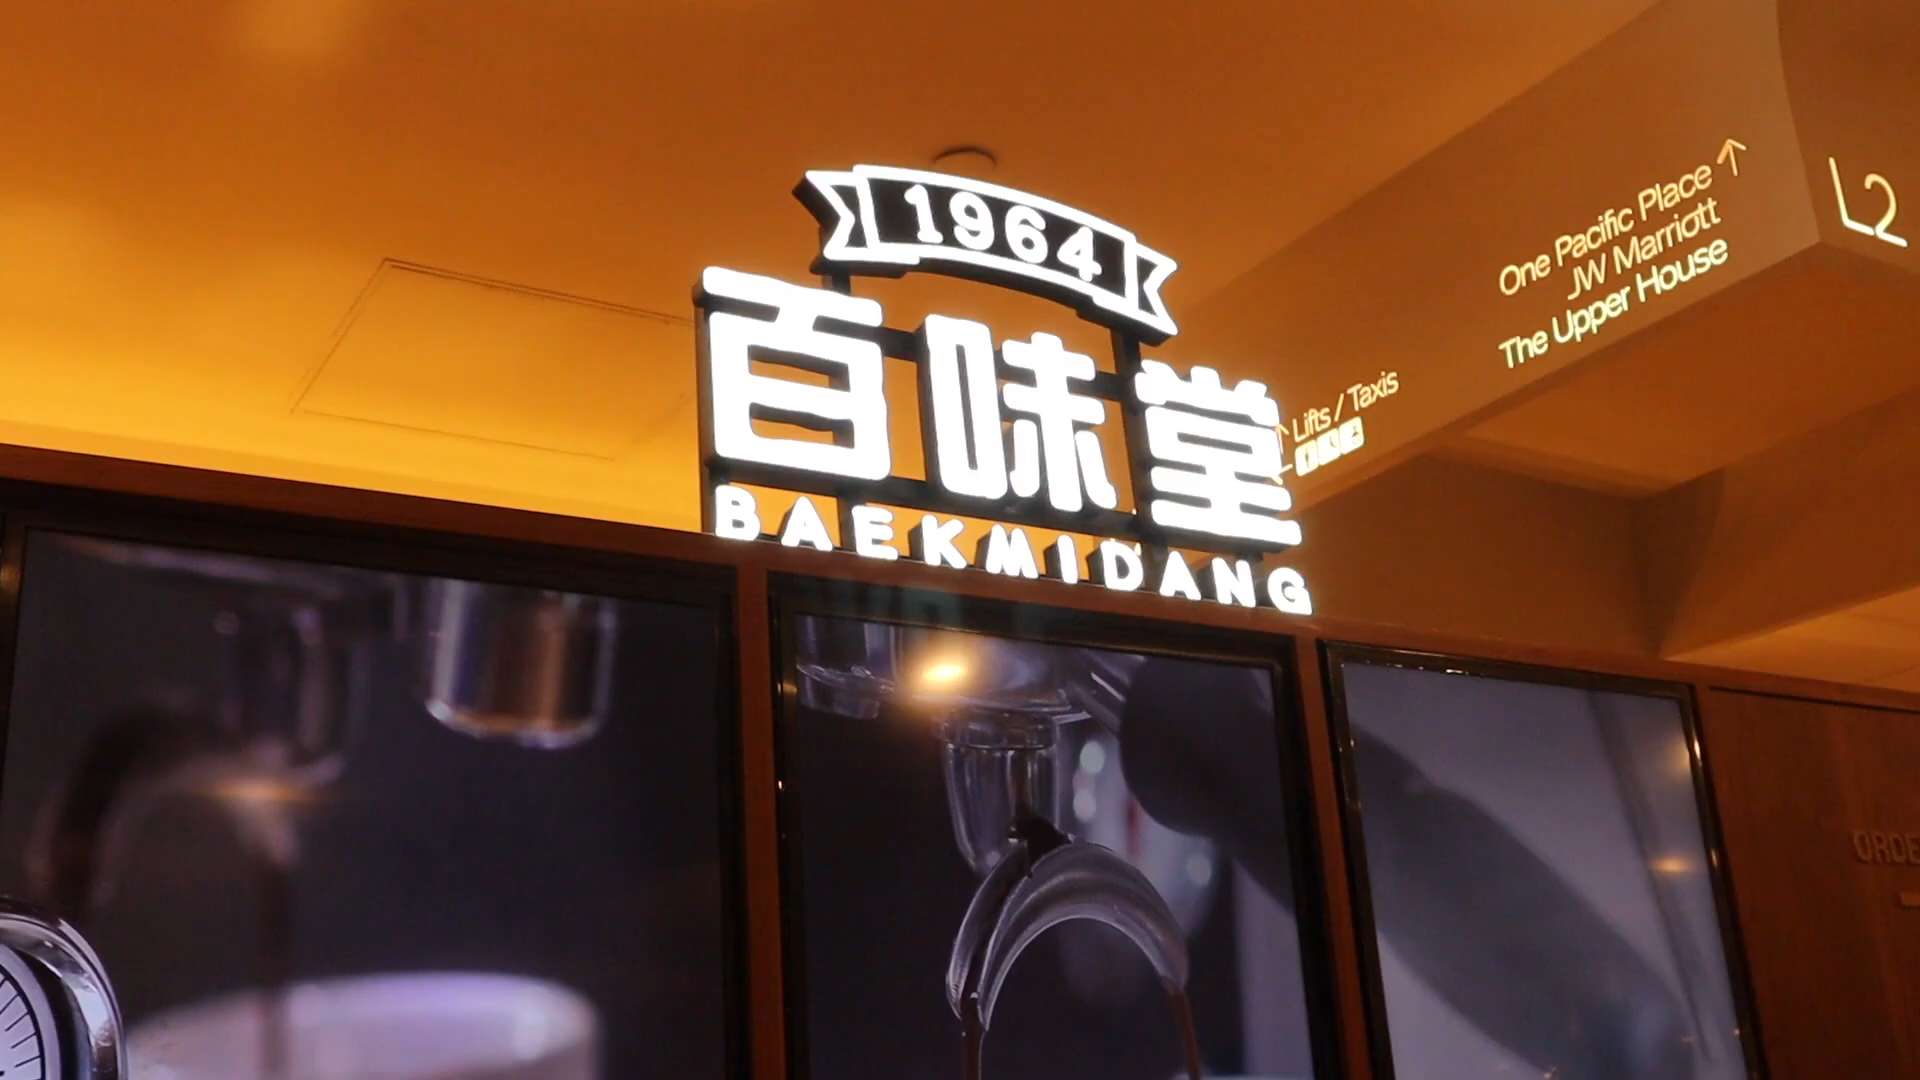 1964
百味堂
BAEKMIDANG
One Pacific Place ↑
JW Marriott
The Upper House
L2
Lifts / Taxis